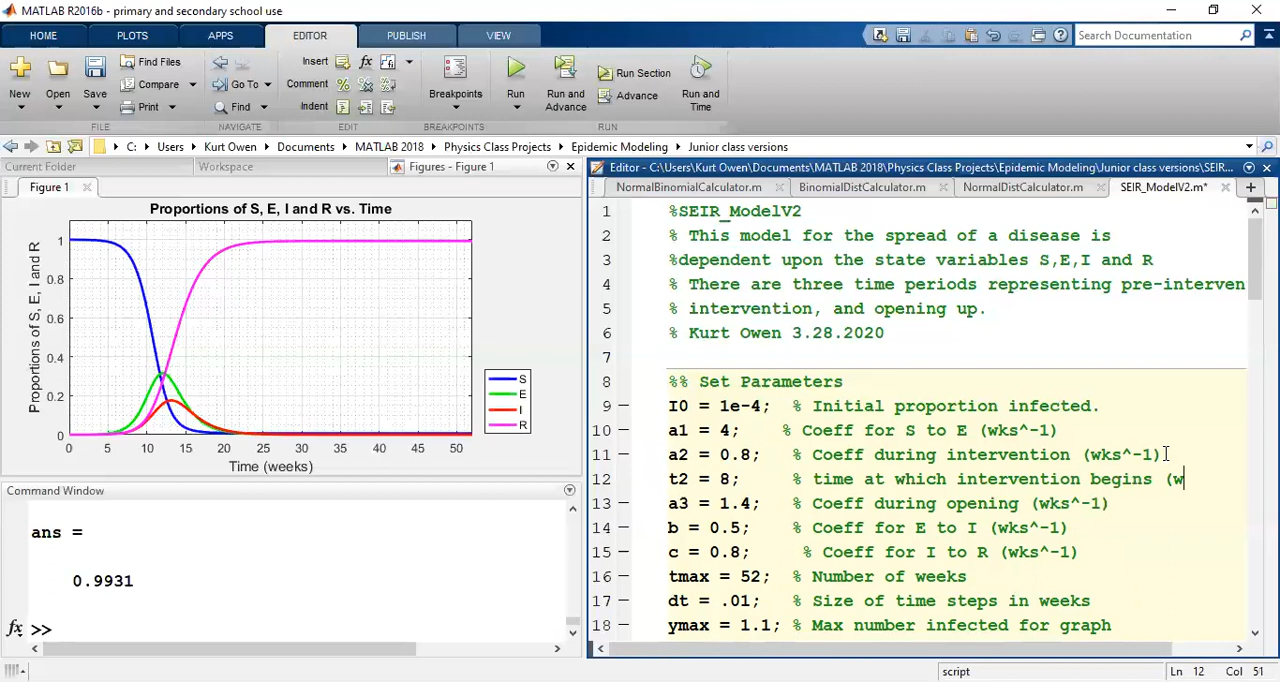 MATLAB R2016b - primary and secondary school use
HOME PLOTS APPS EDITOR PUBLISH VIEW Search Documentation
New Open Save Find Files Compare Print Go To Find Insert fx Comment % Indent Breakpoints Run Run and Advance Run Section Advance Run and Time
FILE NAVIGATE EDIT BREAKPOINTS RUN
C: Users Kurt Owen Documents MATLAB 2018 Physics Class Projects Epidemic Modeling Junior class versions
Current Folder Workspace Figures - Figure 1
Figure 1
Proportions of S, E, I and R vs. Time
Proportions of S, E, I and R
1
0.8
0.6
0.4
0.2
0
0 5 10 15 20 25 30 35 40 45 50
Time (weeks)
S
E
I
R
Command Window
ans =
0.9931
fx >>
Editor - C:\Users\Kurt Owen\Documents\MATLAB 2018\Physics Class Projects\Epidemic Modeling\Junior class versions\SEIR...
NormalBinomialCalculator.m BinomialDistCalculator.m NormalDistCalculator.m SEIR_ModelV2.m* +
1 %SEIR_ModelV2
2 % This model for the spread of a disease is
3 %dependent upon the state variables S,E,I and R
4 % There are three time periods representing pre-interven
5 % intervention, and opening up.
6 % Kurt Owen 3.28.2020
7
8 %% Set Parameters
9 I0 = 1e-4; % Initial proportion infected.
10 a1 = 4; % Coeff for S to E (wks^-1)
11 a2 = 0.8; % Coeff during intervention (wks^-1)
12 t2 = 8; % time at which intervention begins (w
13 a3 = 1.4; % Coeff during opening (wks^-1)
14 b = 0.5; % Coeff for E to I (wks^-1)
15 c = 0.8; % Coeff for I to R (wks^-1)
16 tmax = 52; % Number of weeks
17 dt = .01; % Size of time steps in weeks
18 ymax = 1.1; % Max number infected for graph
script Ln 12 Col 51